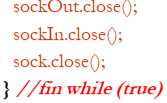 sockOut.close();
sockIn.close();
sock.close();
} //fin while (true)